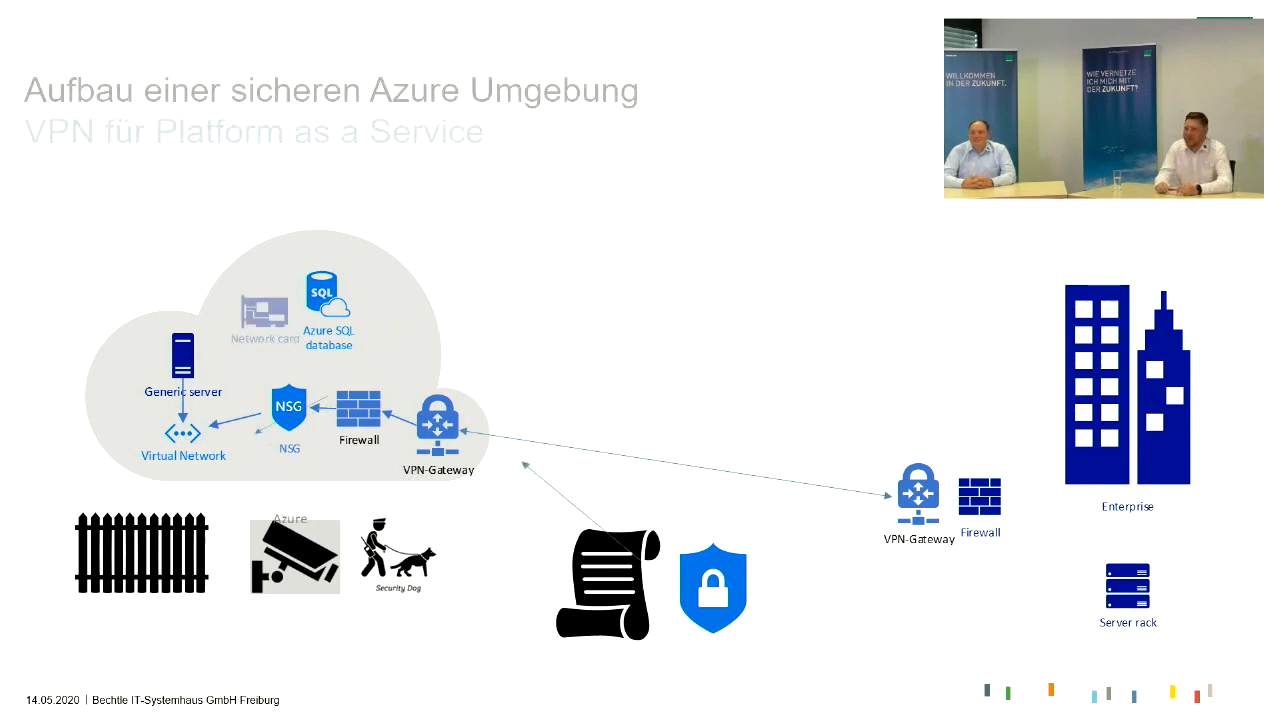 Aufbau einer sicheren Azure Umgebung
VPN für Platform as a Service
WILLKOMMEN
IN DER ZUKUNFT.
WIE VERNETZE
ICH MICH MIT
DER ZUKUNFT?
SQL
Network card
Azure SQL
database
Generic server
NSG
Virtual Network
NSG
Firewall
VPN-Gateway
Azure
Security Dog
VPN-Gateway
Firewall
Enterprise
Server rack
14.05.2020 | Bechtle IT-Systemhaus GmbH Freiburg